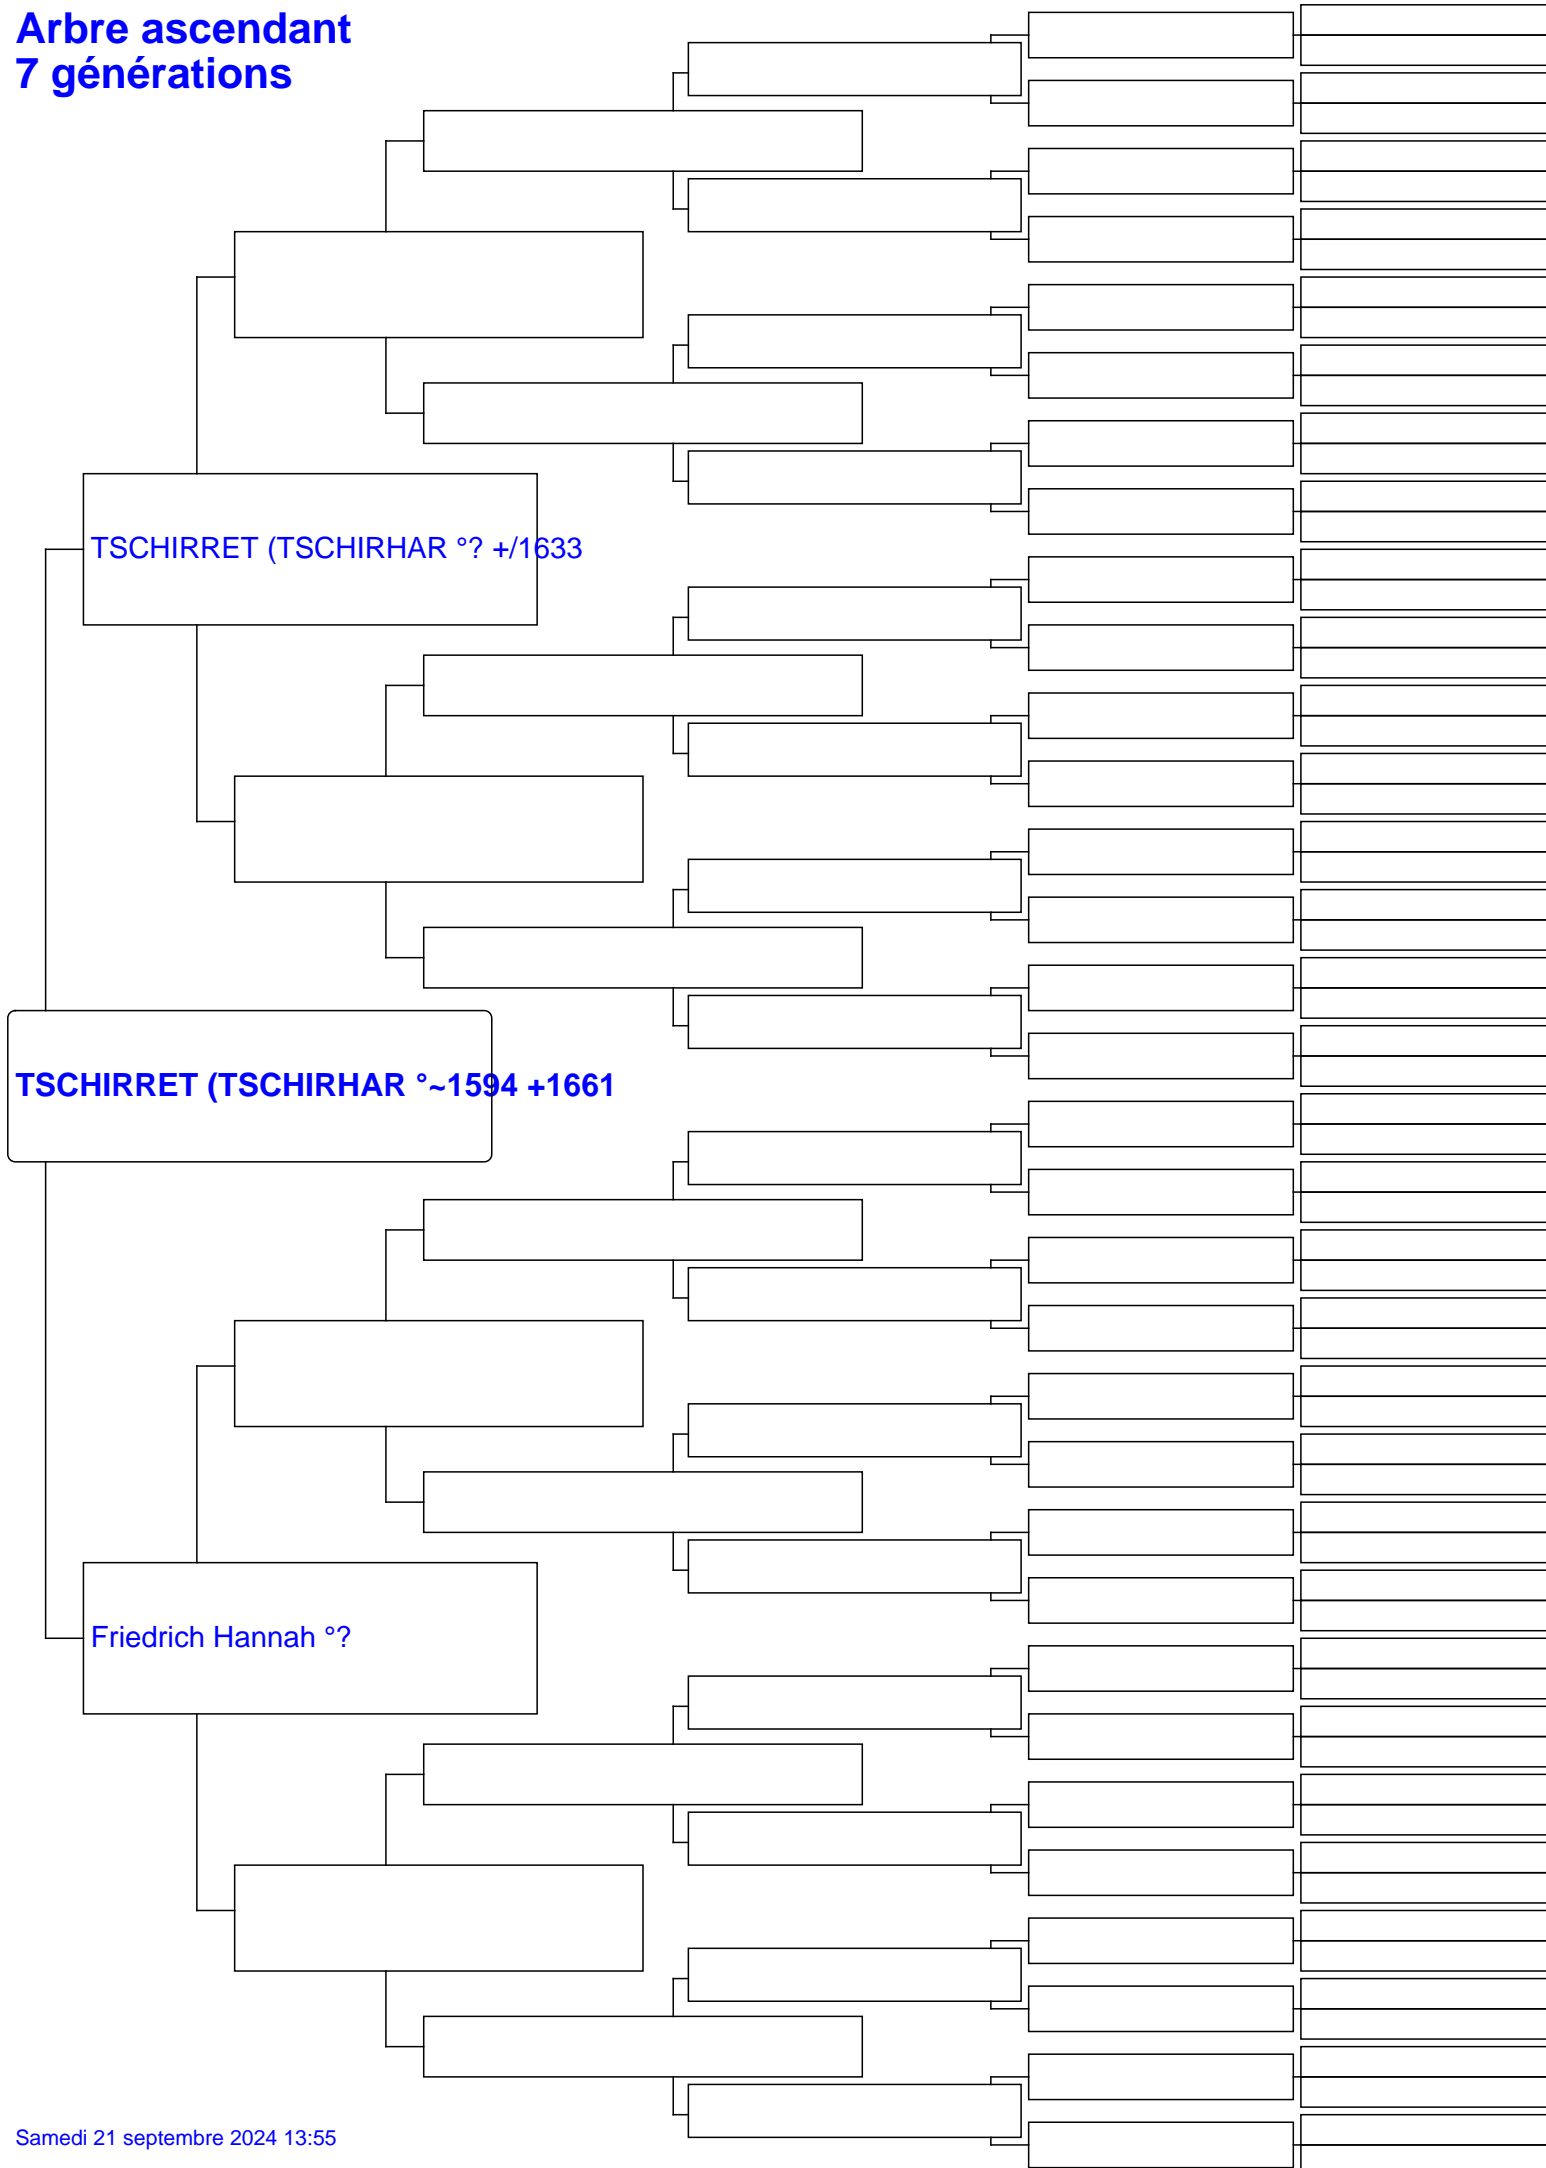 Arbre ascendant
7 générations
TSCHIRRET (TSCHIRHAR °? +/1633
TSCHIRRET (TSCHIRHAR °~1594 +1661
Friedrich Hannah °?
Samedi 21 septembre 2024 13:55